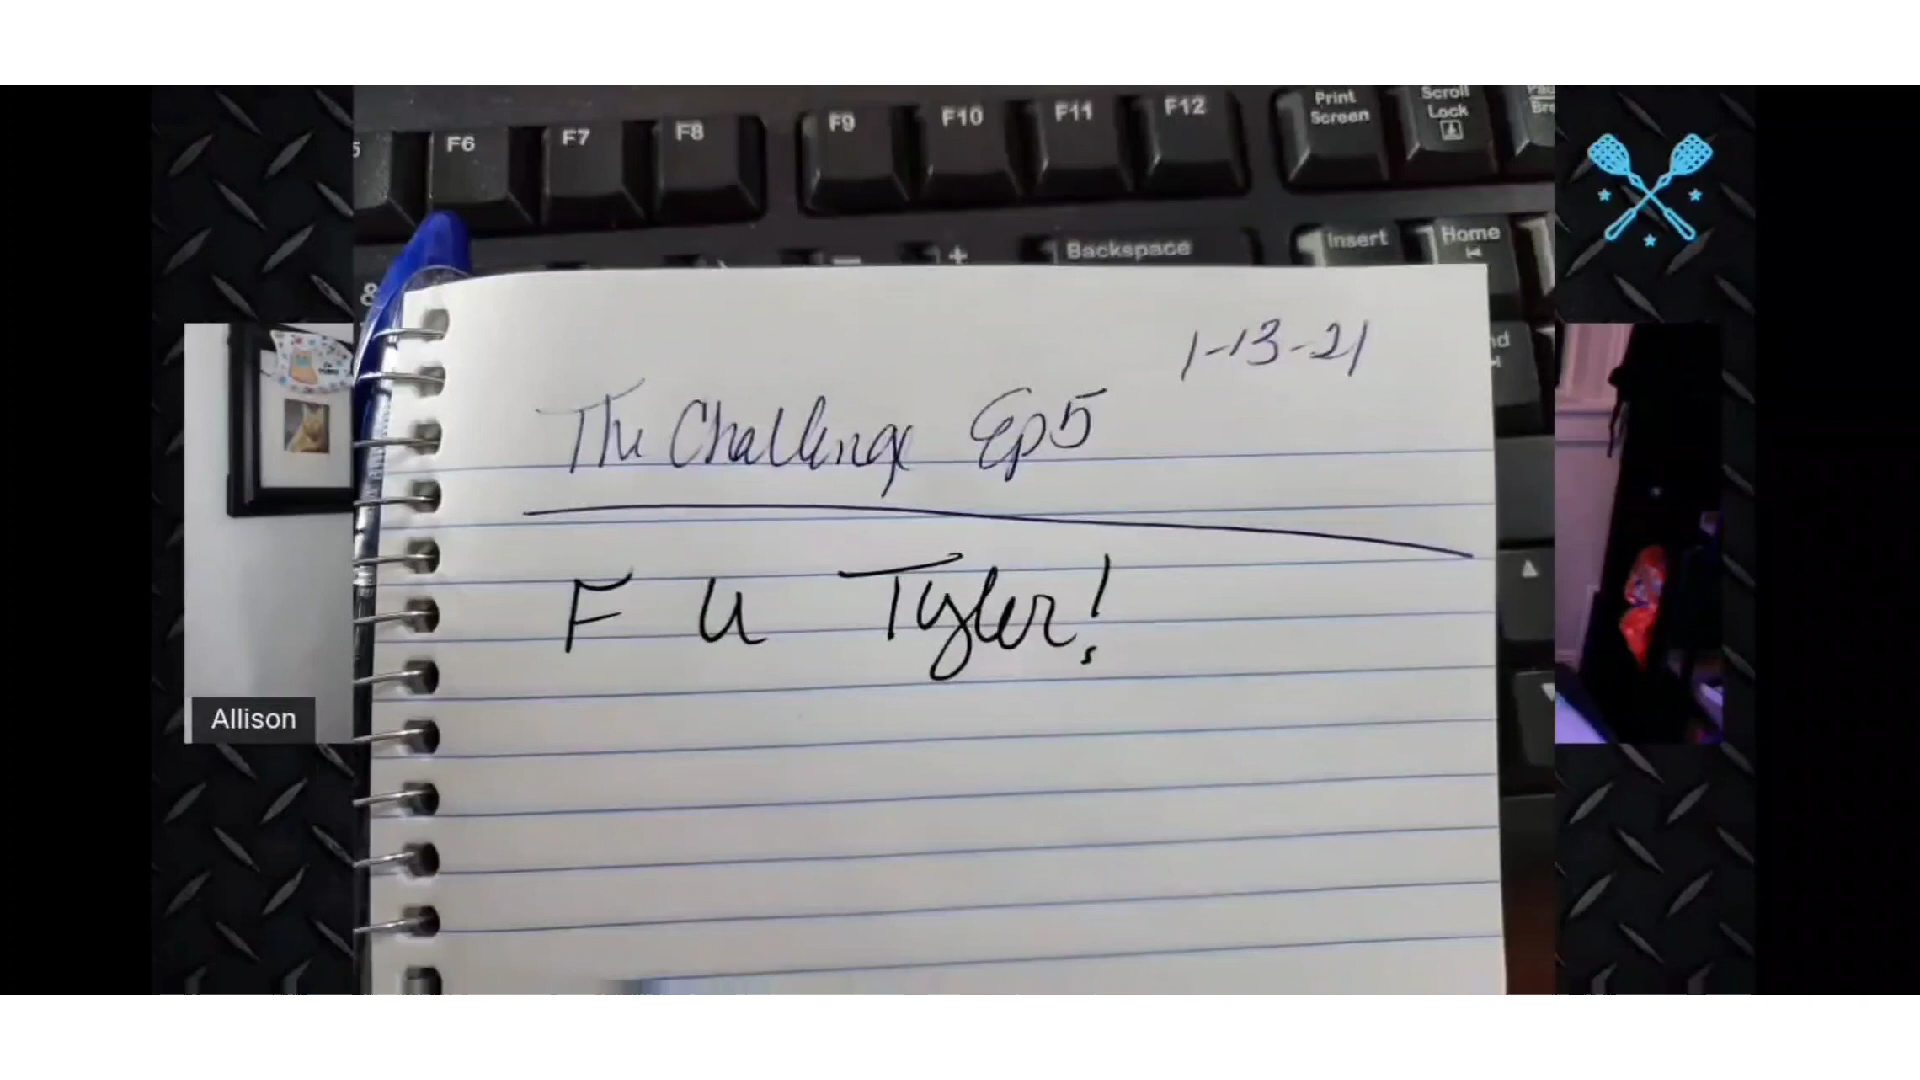 F6 F7 F8 F9 F10 F11 F12 Print Screen Scroll Lock
Backspace Insert Home
&
1-13-21
The Challenge Ep5
F U Tyler!
Allison